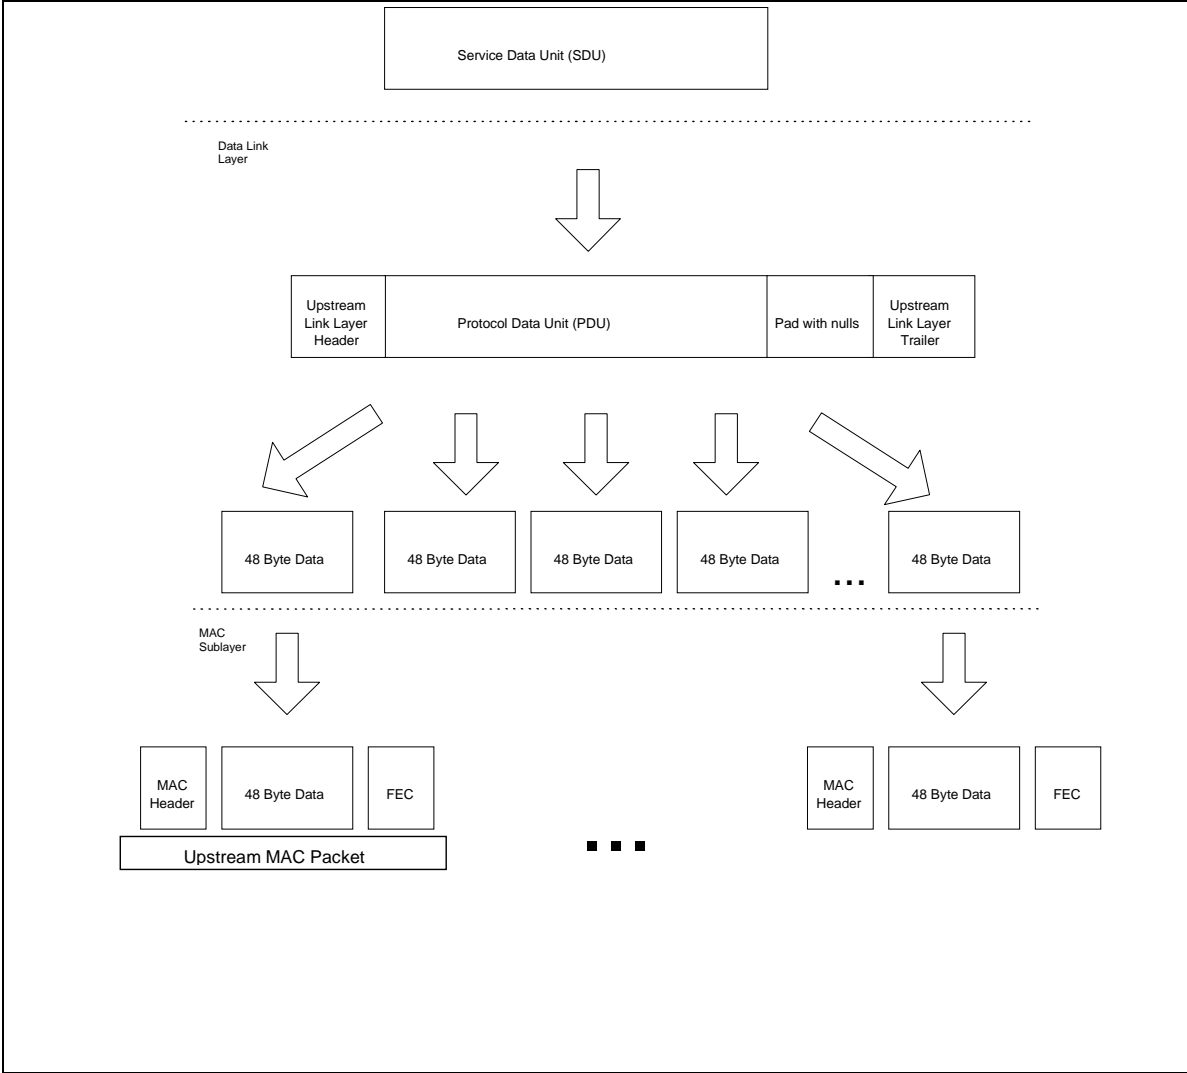 Service Data Unit (SDU)
Data Link
Layer
Upstream
Link Layer
Header
Protocol Data Unit (PDU)
Pad with nulls
Upstream
Link Layer
Trailer
48 Byte Data
48 Byte Data
48 Byte Data
48 Byte Data
...
48 Byte Data
MAC
Sublayer
MAC
Header
48 Byte Data
FEC
MAC
Header
48 Byte Data
FEC
Upstream MAC Packet
...